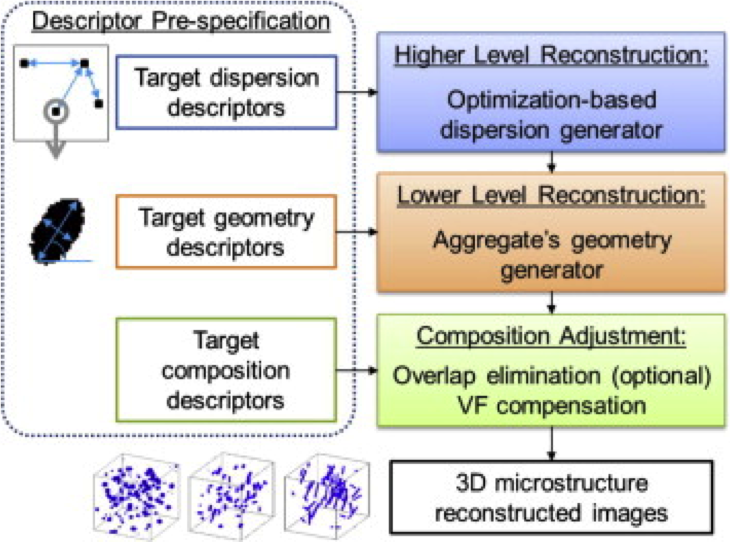 Descriptor Pre-specification
Target dispersion
descriptors
Higher Level Reconstruction:
Optimization-based
dispersion generator
Target geometry
descriptors
Lower Level Reconstruction:
Aggregate's geometry
generator
Target
composition
descriptors
Composition Adjustment:
Overlap elimination (optional)
VF compensation
3D microstructure
reconstructed images